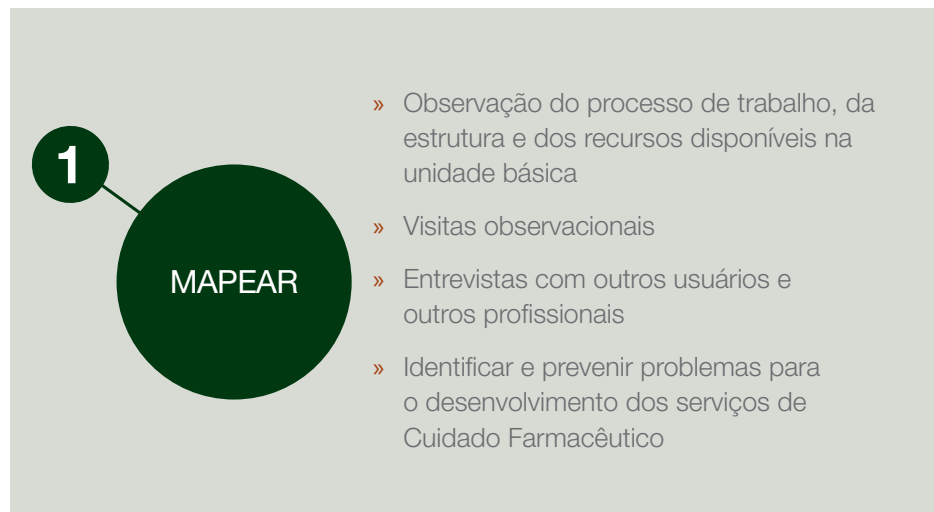 1
MAPEAR
» Observação do processo de trabalho, da
estrutura e dos recursos disponíveis na
unidade básica
» Visitas observacionais
» Entrevistas com outros usuários e
outros profissionais
» Identificar e prevenir problemas para
o desenvolvimento dos serviços de
Cuidado Farmacêutico